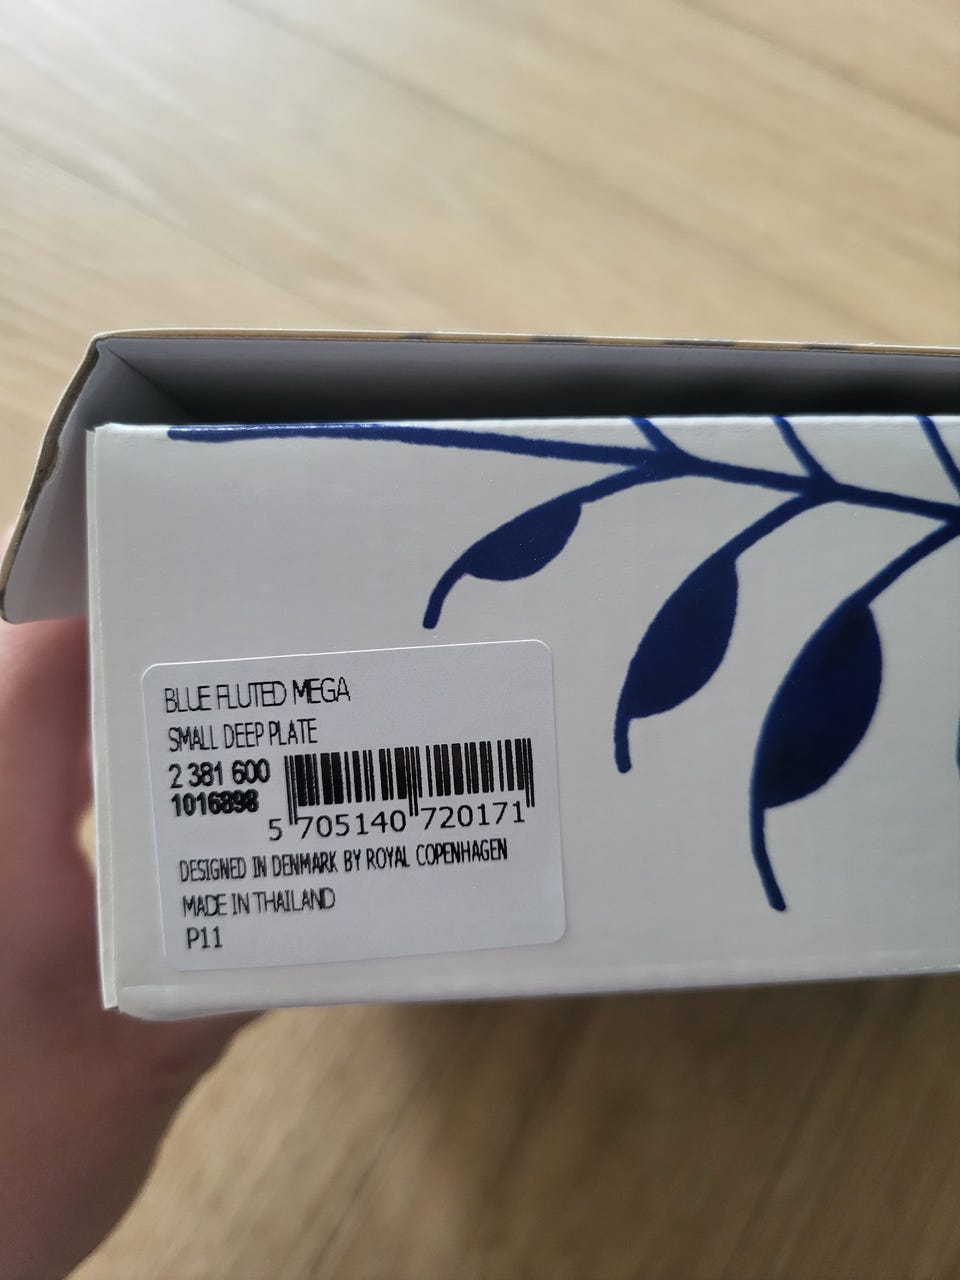 BLUE FLUTED MEGA
SMALL DEEP PLATE
2 381 600
1016898
5 705140 720171
DESIGNED IN DENMARK BY ROYAL COPENHAGEN
MADE IN THAILAND
P11